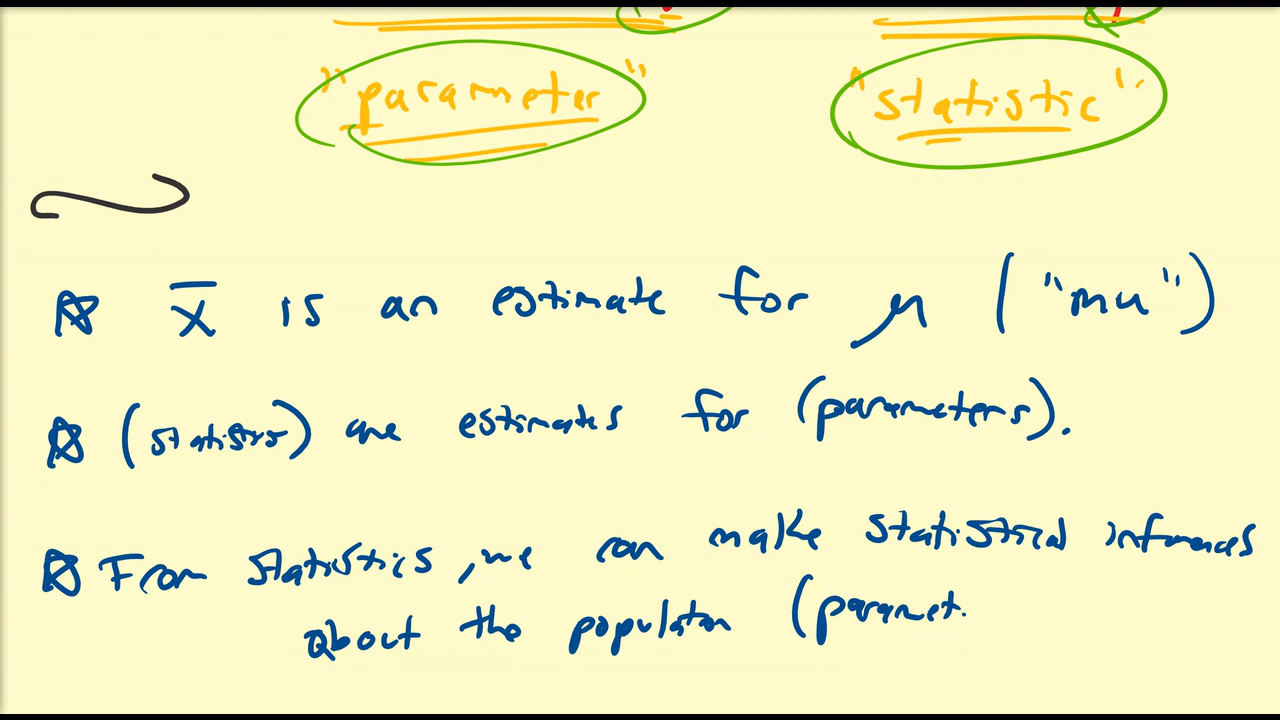 "parameter" "statistic"
x̄ is an estimate for μ ("mu")
(statistics) are estimates for (parameters).
From statistics, we can make statistical inferences
about the population (paramet.